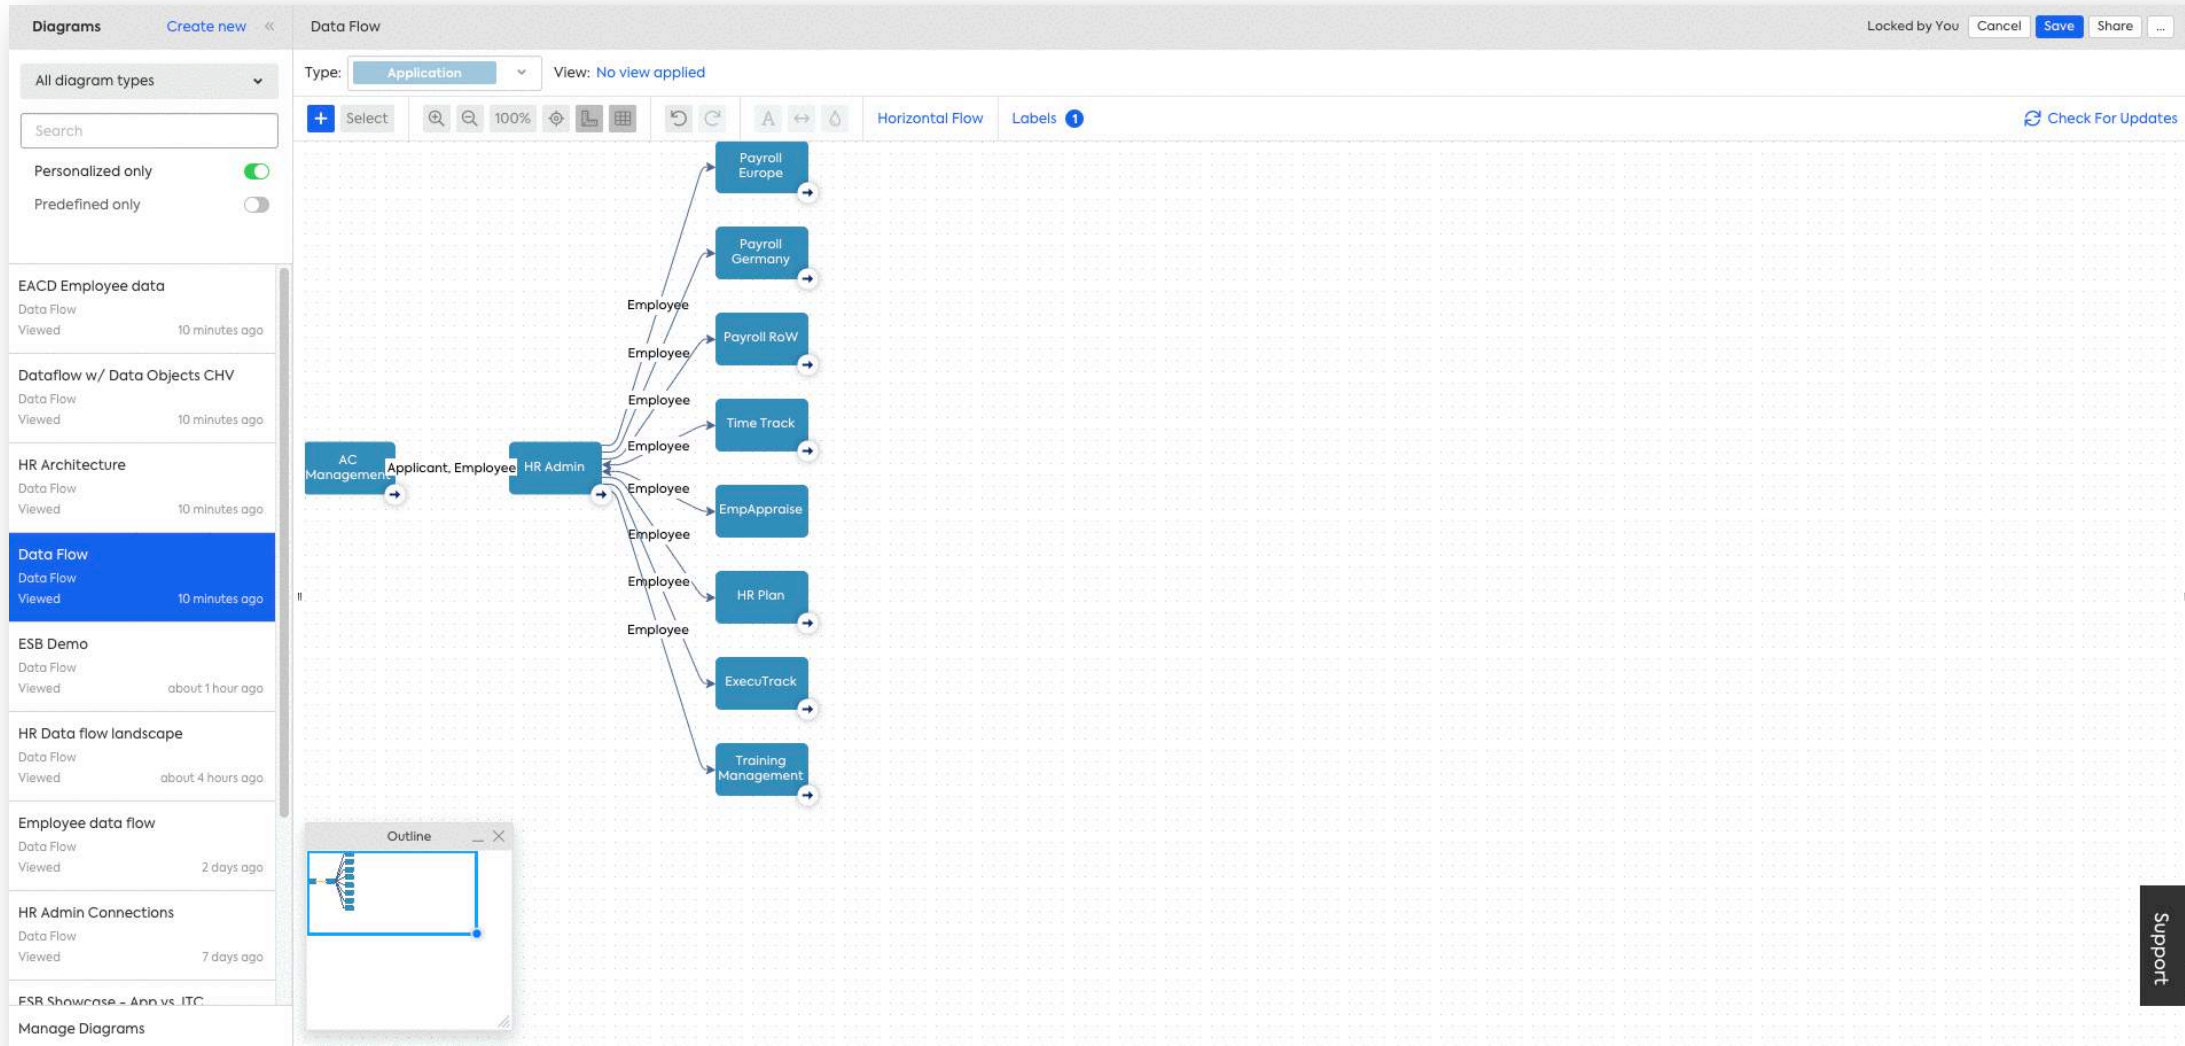 Diagrams
Create new
Data Flow
Locked by You
Cancel
Save
Share
...
All diagram types
Search
Personalized only
Predefined only
EACD Employee data
Data Flow
Viewed 10 minutes ago
Dataflow w/ Data Objects CHV
Data Flow
Viewed 10 minutes ago
HR Architecture
Data Flow
Viewed 10 minutes ago
Data Flow
Data Flow
Viewed 10 minutes ago
ESB Demo
Data Flow
Viewed about 1 hour ago
HR Data flow landscape
Data Flow
Viewed about 4 hours ago
Employee data flow
Data Flow
Viewed 2 days ago
HR Admin Connections
Data Flow
Viewed 7 days ago
ESB Showcase - App vs. ITC
Manage Diagrams
Type: Application
View: No view applied
+ Select
100%
A
Horizontal Flow
Labels 1
Check For Updates
Payroll
Europe
Payroll
Germany
Employee
Payroll RoW
Employee
Employee
Time Track
Employee
AC
Management
Applicant, Employee
HR Admin
Employee
EmpAppraise
Employee
Employee
HR Plan
Employee
ExecuTrack
Training
Management
Outline
Support